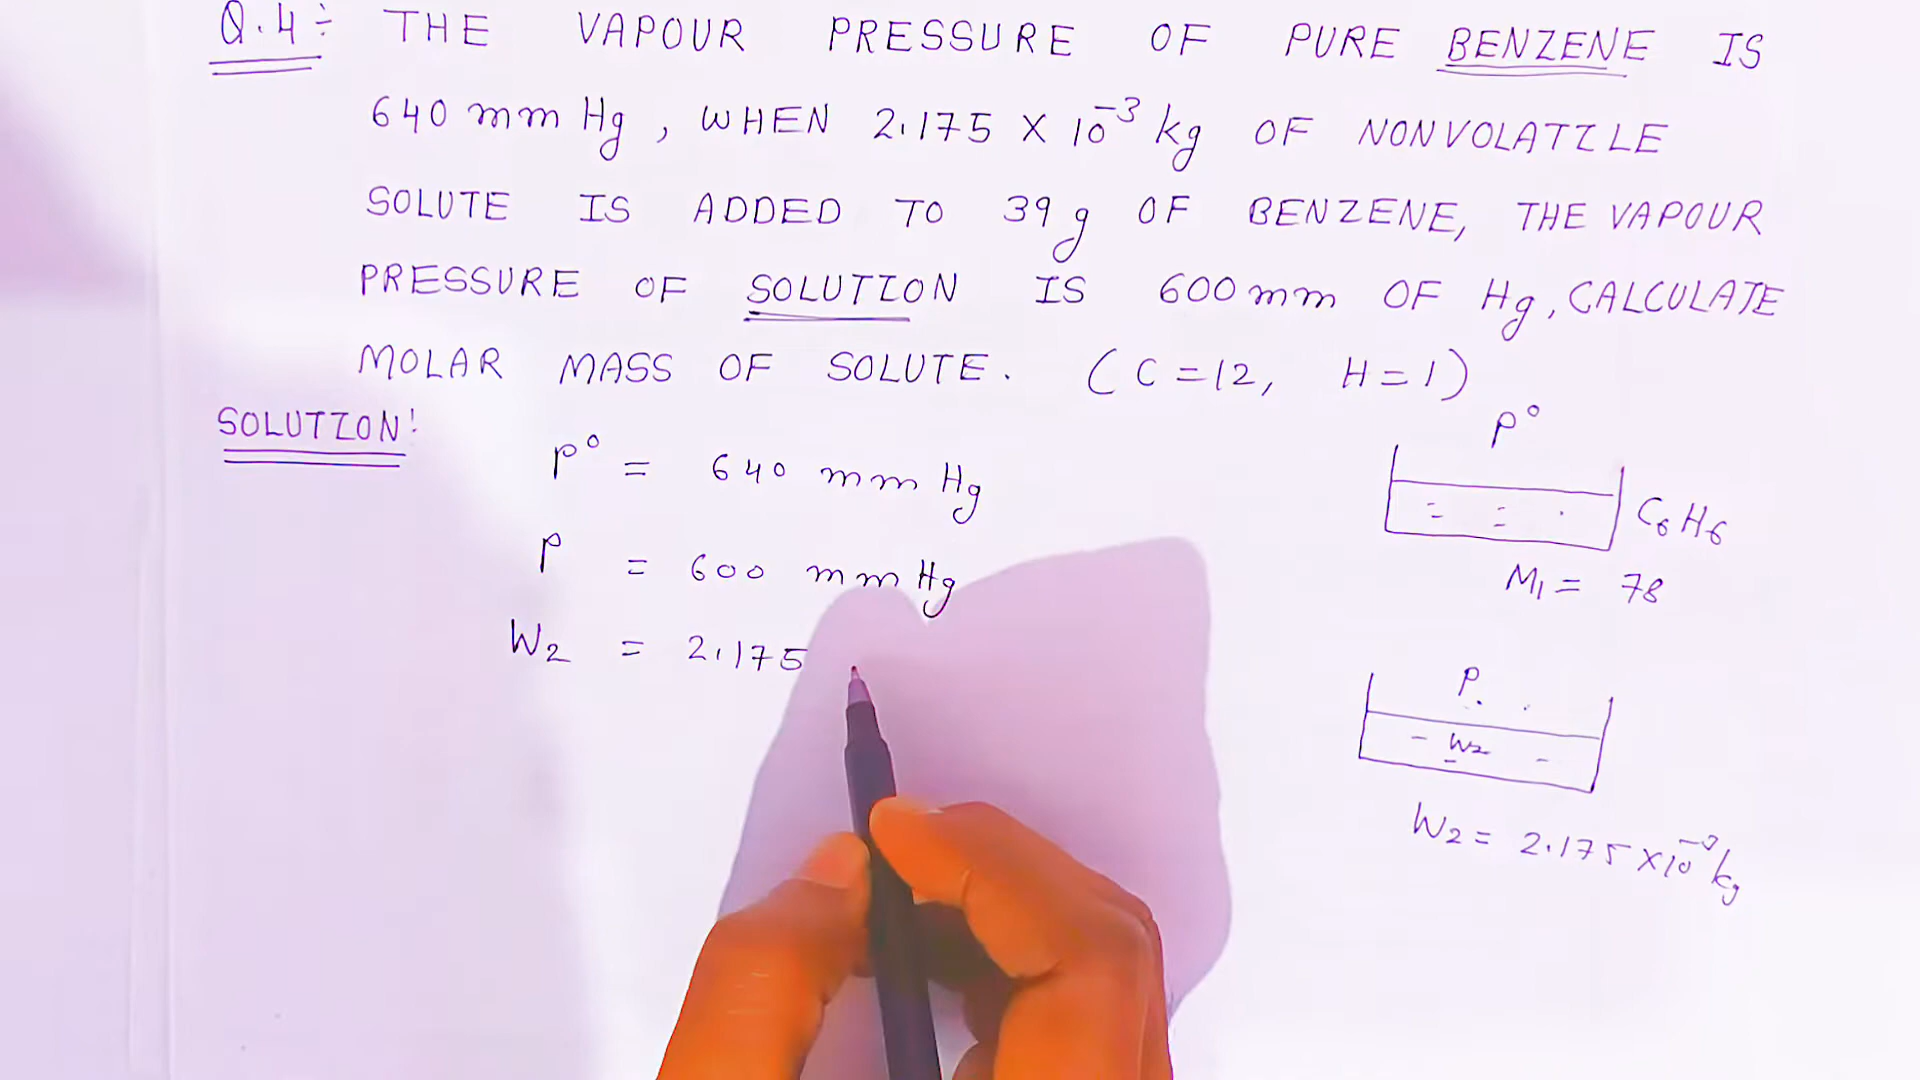 Q.4÷ THE VAPOUR PRESSURE OF PURE BENZENE IS
640 mm Hg, WHEN 2.175 X 10⁻³ kg OF NONVOLATILE
SOLUTE IS ADDED TO 39 g OF BENZENE, THE VAPOUR
PRESSURE OF SOLUTION IS 600 mm OF Hg, CALCULATE
MOLAR MASS OF SOLUTE. (C=12, H=1)
SOLUTION!
P° = 640 mm Hg
P = 600 mm Hg
W₂ = 2.175
P°
C₆H₆
M₁ = 78
P
W₂
W₂ = 2.175 X 10⁻³ kg